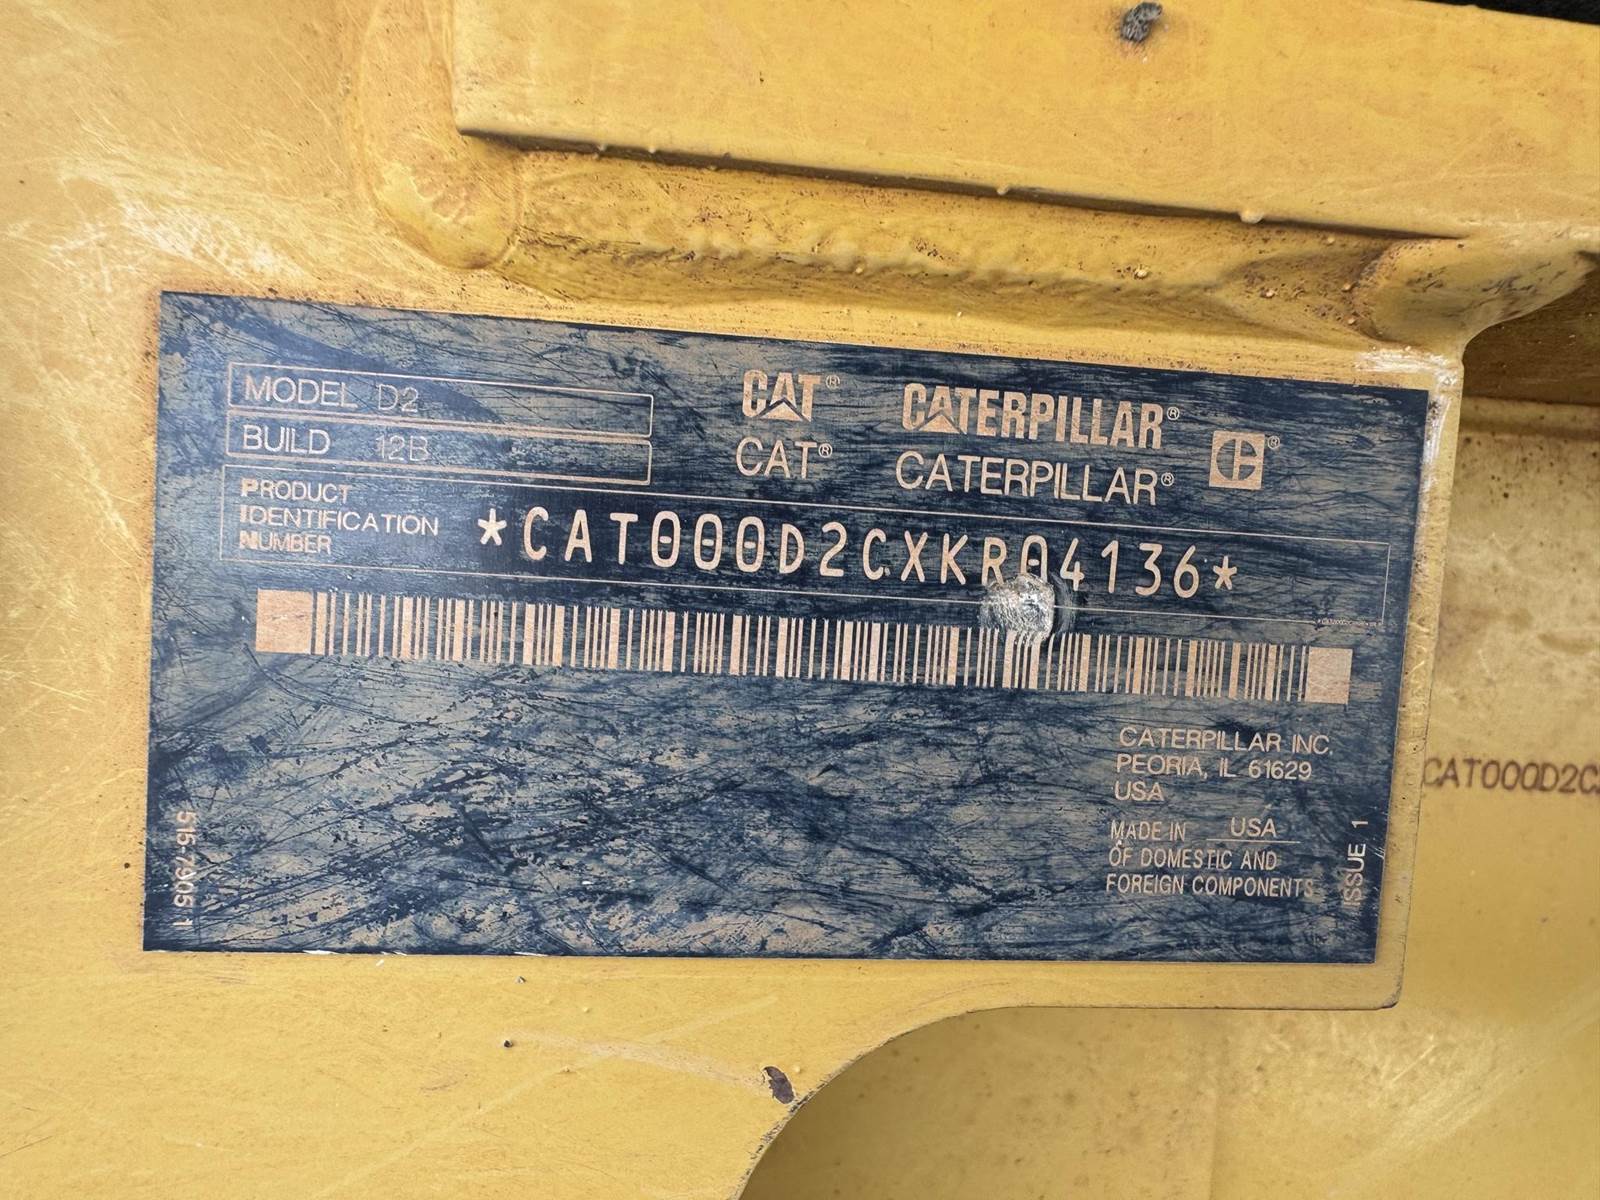 MODEL D2
BUILD 12B
CAT® CATERPILLAR®
CAT® CATERPILLAR®
PRODUCT
IDENTIFICATION
NUMBER
*CAT000D2CXKR04136*
CATERPILLAR INC.
PEORIA, IL 61629
USA
MADE IN USA
OF DOMESTIC AND
FOREIGN COMPONENTS
515-7905 1
ISSUE 1
CAT000D2C